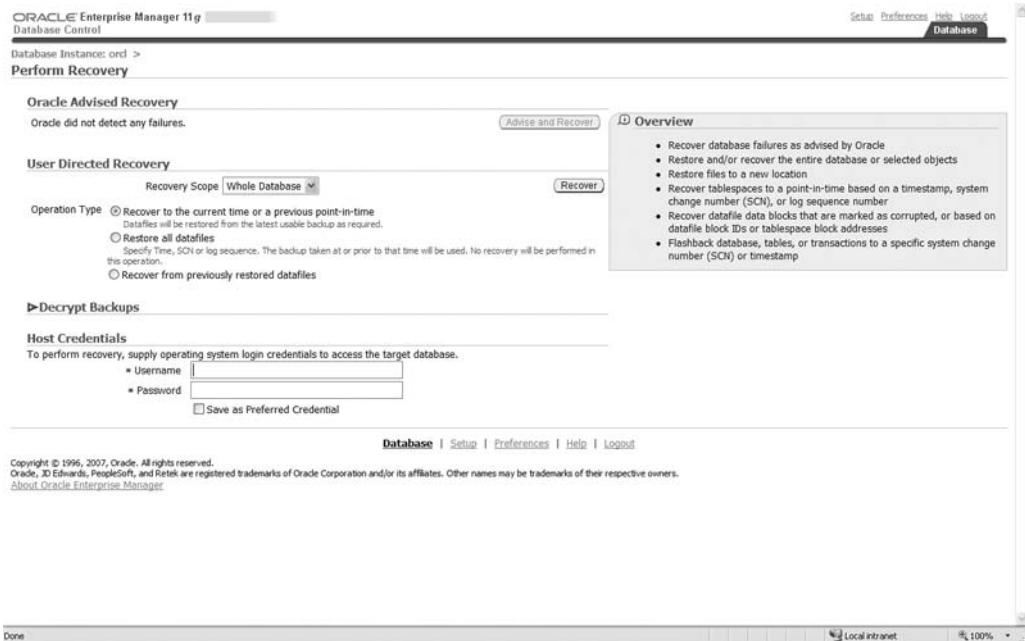 ORACLE Enterprise Manager 11g
Database Control
Setup Preferences Help Logout
Database
Database Instance: orcl >
Perform Recovery
Oracle Advised Recovery
Oracle did not detect any failures.
Advise and Recover
User Directed Recovery
Recovery Scope Whole Database
Recover
Operation Type Recover to the current time or a previous point-in-time
Datafiles will be restored from the latest usable backup as required.
Restore all datafiles
Specify Time, SCN or log sequence. The backup taken at or prior to that time will be used. No recovery will be performed in
this operation.
Recover from previously restored datafiles
Decrypt Backups
Host Credentials
To perform recovery, supply operating system login credentials to access the target database.
* Username
* Password
Save as Preferred Credential
Overview
• Recover database failures as advised by Oracle
• Restore and/or recover the entire database or selected objects
• Restore files to a new location
• Recover tablespaces to a point-in-time based on a timestamp, system
change number (SCN), or log sequence number
• Recover datafile data blocks that are marked as corrupted, or based on
datafile block IDs or tablespace block addresses
• Flashback database, tables, or transactions to a specific system change
number (SCN) or timestamp
Database | Setup | Preferences | Help | Logout
Copyright © 1996, 2007, Oracle. All rights reserved.
Oracle, JD Edwards, PeopleSoft, and Retek are registered trademarks of Oracle Corporation and/or its affiliates. Other names may be trademarks of their respective owners.
About Oracle Enterprise Manager
Done
Local intranet
100%